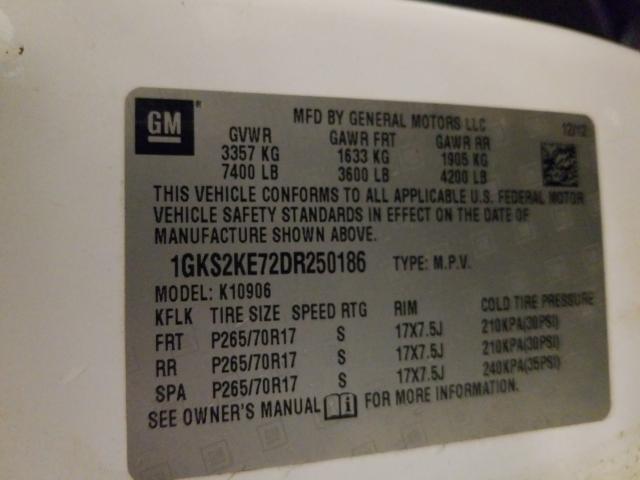 GM®
MFD BY GENERAL MOTORS LLC 12/12
GVWR GAWR FRT GAWR RR
3357 KG 1633 KG 1905 KG
7400 LB 3600 LB 4200 LB
THIS VEHICLE CONFORMS TO ALL APPLICABLE U.S. FEDERAL MOTOR
VEHICLE SAFETY STANDARDS IN EFFECT ON THE DATE OF
MANUFACTURE SHOWN ABOVE.
1GKS2KE72DR250186 TYPE: M.P.V.
MODEL: K10906
KFLK TIRE SIZE SPEED RTG RIM COLD TIRE PRESSURE
FRT P265/70R17 S 17X7.5J 210KPA(30PSI)
RR P265/70R17 S 17X7.5J 210KPA(30PSI)
SPA P265/70R17 S 17X7.5J 240KPA(35PSI)
SEE OWNER'S MANUAL FOR MORE INFORMATION.